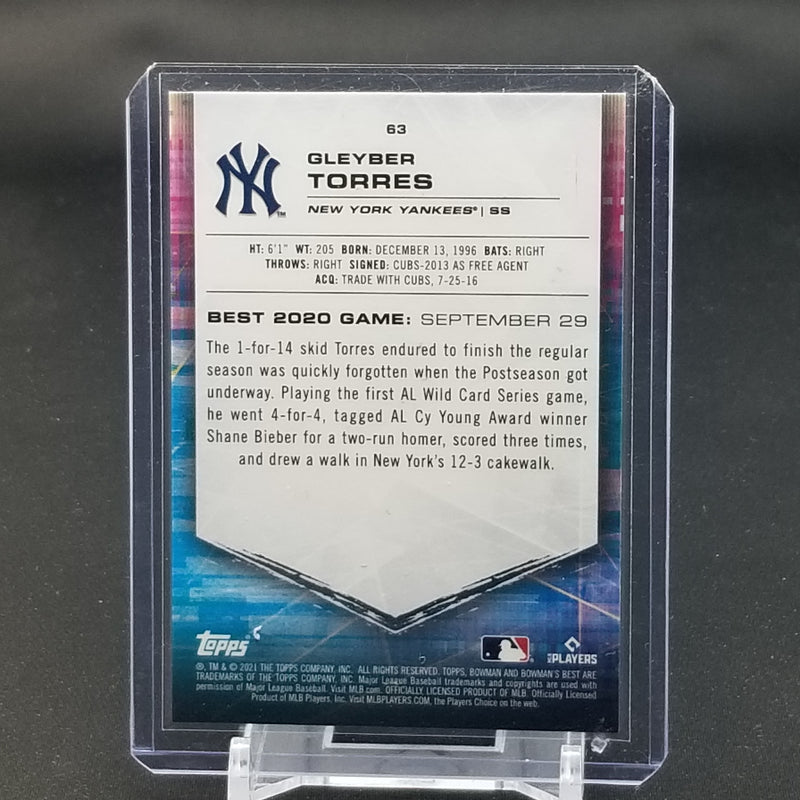 63
NY
TM
GLEYBER
TORRES
NEW YORK YANKEES® | SS
HT: 6'1" WT: 205 BORN: DECEMBER 13, 1996 BATS: RIGHT
THROWS: RIGHT SIGNED: CUBS-2013 AS FREE AGENT
ACQ: TRADE WITH CUBS, 7-25-16
BEST 2020 GAME: SEPTEMBER 29
The 1-for-14 skid Torres endured to finish the regular
season was quickly forgotten when the Postseason got
underway. Playing the first AL Wild Card Series game,
he went 4-for-4, tagged AL Cy Young Award winner
Shane Bieber for a two-run homer, scored three times,
and drew a walk in New York's 12-3 cakewalk.
Topps
PLAYERS
®, TM & © 2021 THE TOPPS COMPANY, INC. ALL RIGHTS RESERVED. TOPPS, BOWMAN AND BOWMAN'S BEST ARE
TRADEMARKS OF THE TOPPS COMPANY, INC. Major League Baseball trademarks and copyrights are used with
permission of Major League Baseball. Visit MLB.com. OFFICIALLY LICENSED PRODUCT OF MLB. Officially Licensed
Product of MLB Players, Inc. Visit MLBPLAYERS.COM, the Players Choice on the web.